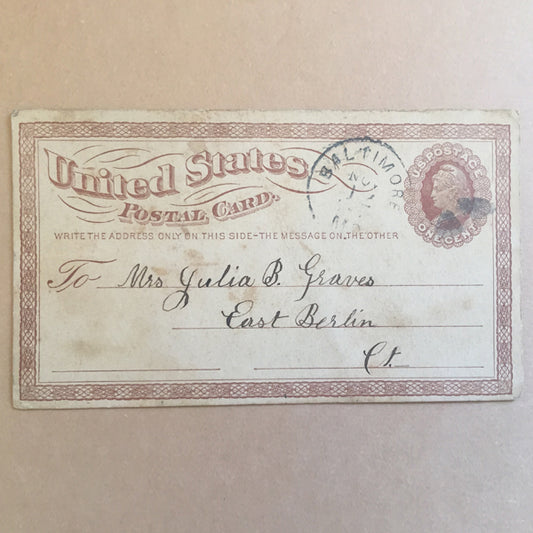 United States
POSTAL CARD.
WRITE THE ADDRESS ONLY ON THIS SIDE–THE MESSAGE ON THE OTHER
BALTIMORE
NOV
U.S. POSTAGE
ONE CENT
To Mrs Julia B. Graves
East Berlin
Ct.